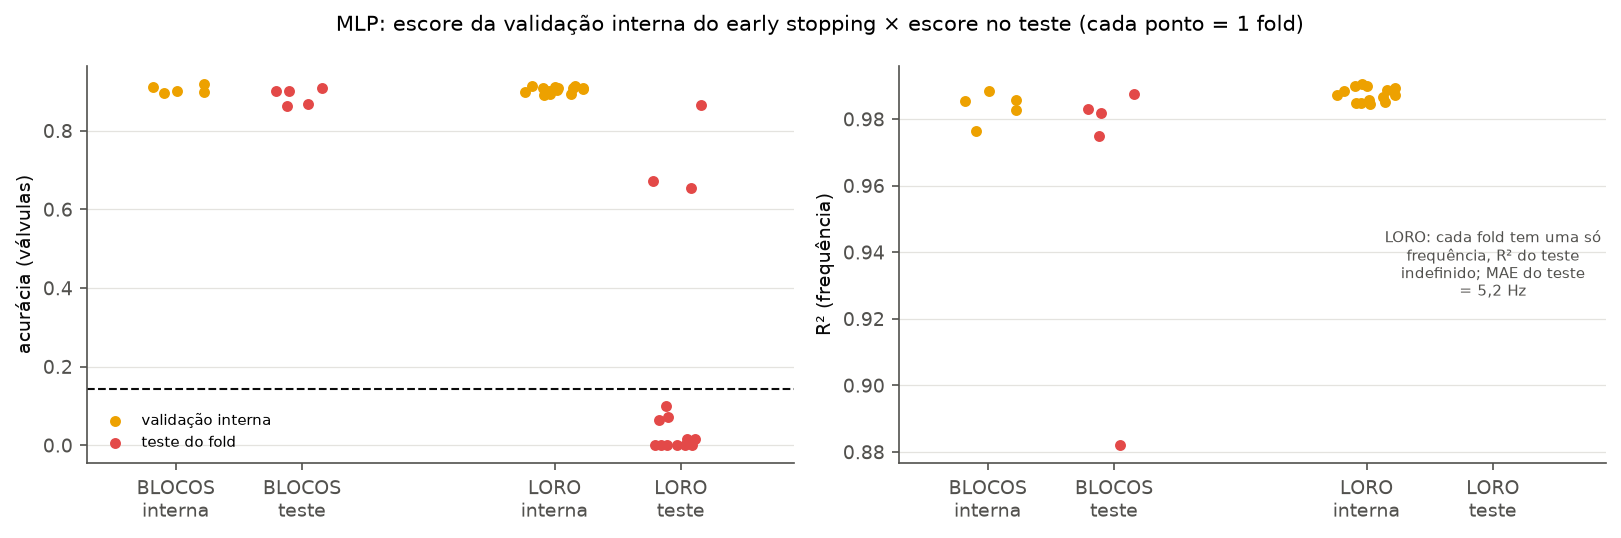 MLP: escore da validação interna do early stopping × escore no teste (cada ponto = 1 fold)
acurácia (válvulas)
0.8
0.6
0.4
0.2
0.0
validação interna
teste do fold
BLOCOS
interna
BLOCOS
teste
LORO
interna
LORO
teste
R² (frequência)
0.98
0.96
0.94
0.92
0.90
0.88
LORO: cada fold tem uma só
frequência, R² do teste
indefinido; MAE do teste
= 5,2 Hz
BLOCOS
interna
BLOCOS
teste
LORO
interna
LORO
teste